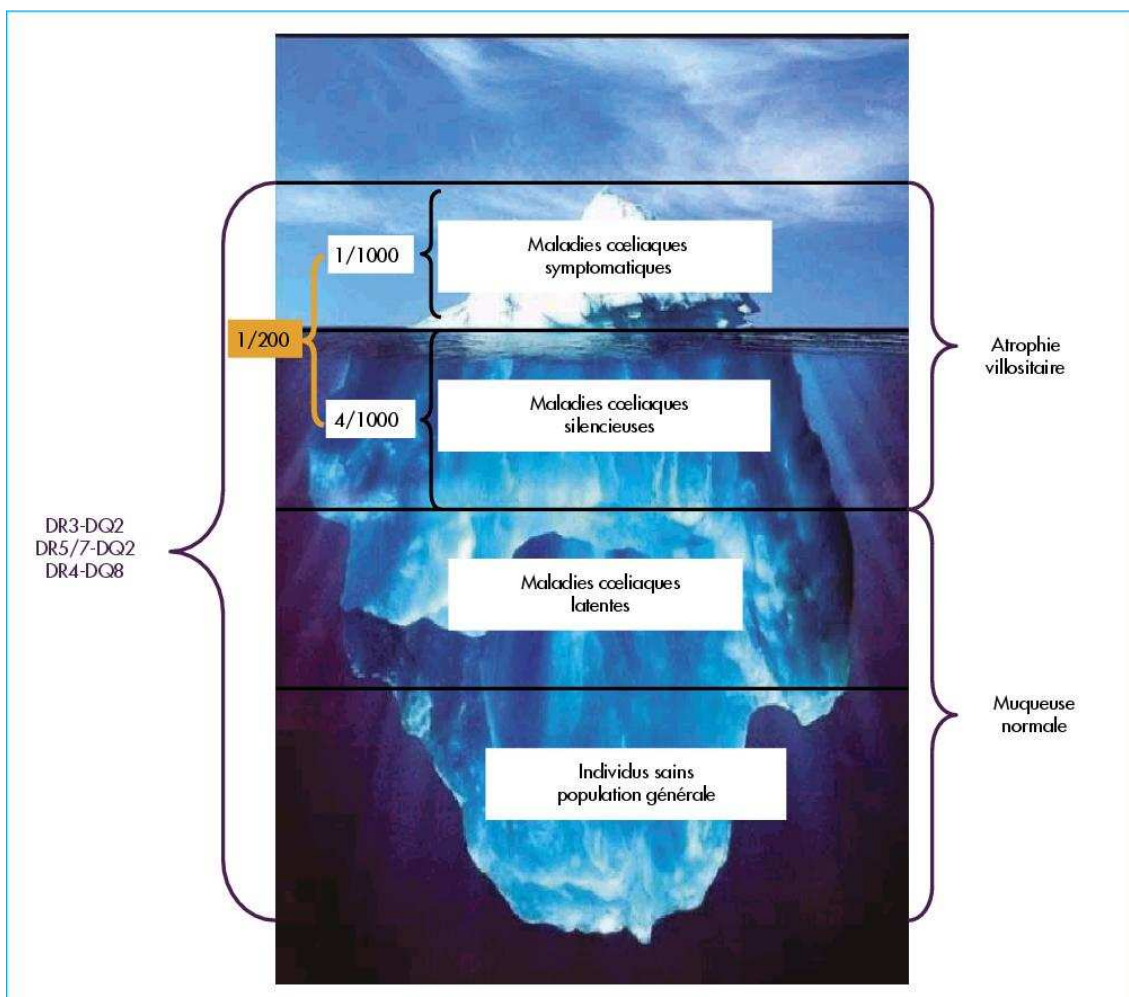 1/1000
Maladies cœliaques
symptomatiques
1/200
Atrophie
villositaire
4/1000
Maladies cœliaques
silencieuses
DR3-DQ2
DR5/7-DQ2
DR4-DQ8
Maladies cœliaques
latentes
Muqueuse
normale
Individus sains
population générale